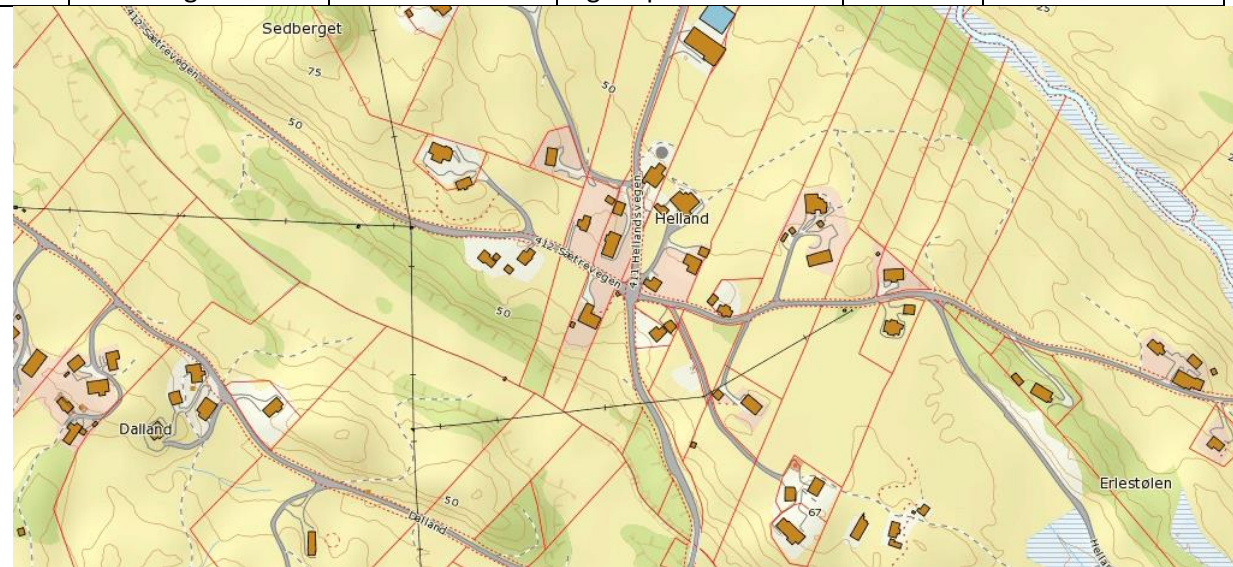 Sedberget
25
412 Sætrevegen
75
50
50
411 Hellandsvegen
Helland
412 Sætrevegen
50
Dalland
Erlestølen
50
67
Dalland